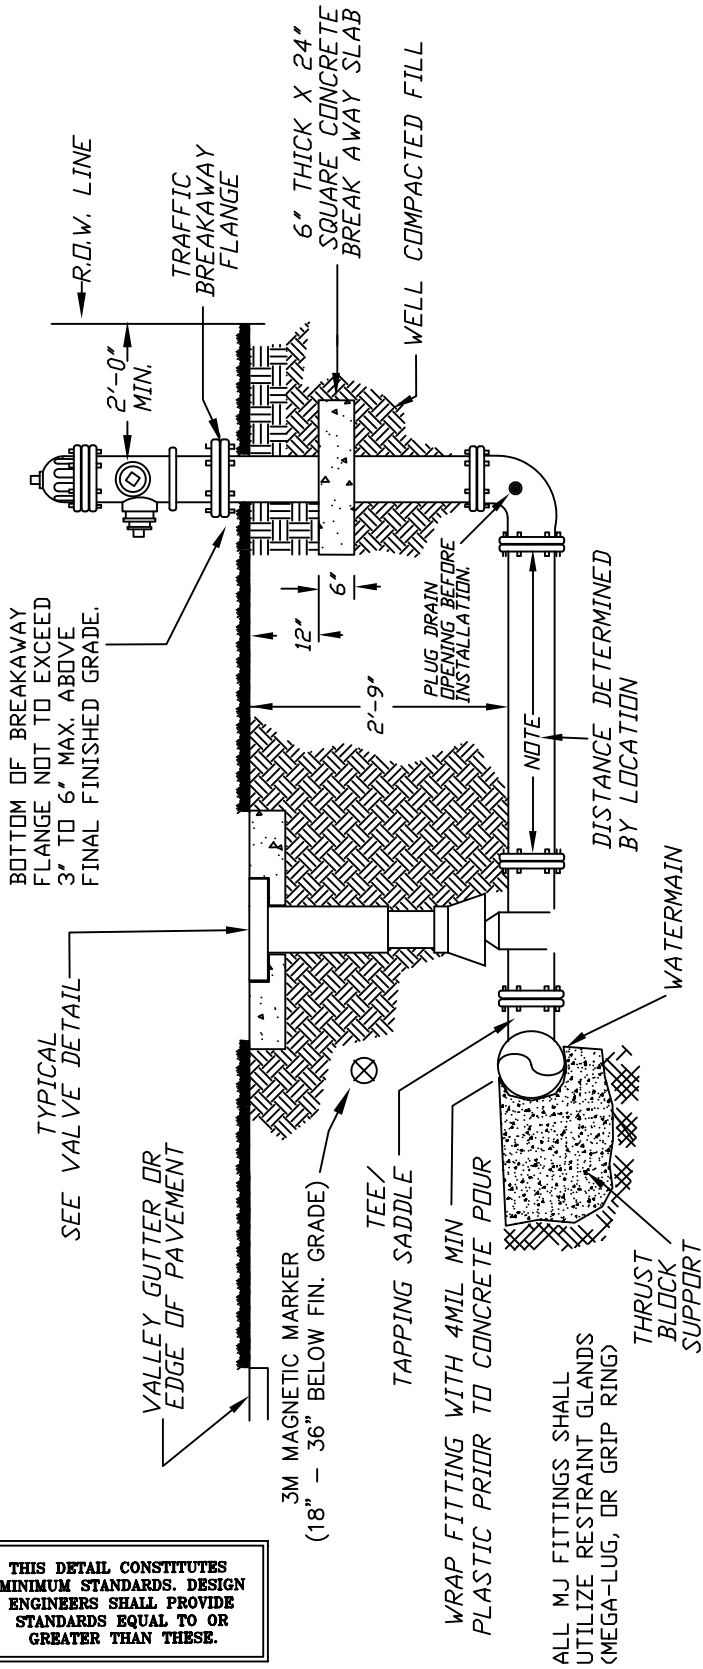 BOTTOM OF BREAKAWAY
FLANGE NOT TO EXCEED
3" TO 6" MAX. ABOVE
FINAL FINISHED GRADE.
2'-0"
MIN.
R.O.W. LINE
TRAFFIC
BREAKAWAY
FLANGE
6" THICK X 24"
SQUARE CONCRETE
BREAK AWAY SLAB
WELL COMPACTED FILL
TYPICAL
SEE VALVE DETAIL
VALLEY GUTTER OR
EDGE OF PAVEMENT
12"
6"
2'-9"
PLUG DRAIN
OPENING BEFORE
INSTALLATION.
NOTE
DISTANCE DETERMINED
BY LOCATION
3M MAGNETIC MARKER
(18" - 36" BELOW FIN. GRADE)
TEE/
TAPPING SADDLE
WRAP FITTING WITH 4MIL MIN
PLASTIC PRIOR TO CONCRETE POUR
WATERMAIN
THRUST
BLOCK
SUPPORT
ALL MJ FITTINGS SHALL
UTILIZE RESTRAINT GLANDS
(MEGA-LUG, OR GRIP RING)
THIS DETAIL CONSTITUTES
MINIMUM STANDARDS. DESIGN
ENGINEERS SHALL PROVIDE
STANDARDS EQUAL TO OR
GREATER THAN THESE.